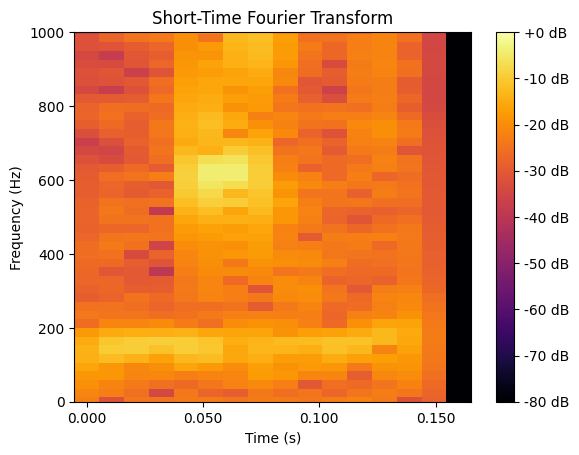 Short-Time Fourier Transform
1000
800
600
400
200
0
Frequency (Hz)
0.000
0.050
0.100
0.150
Time (s)
+0 dB
-10 dB
-20 dB
-30 dB
-40 dB
-50 dB
-60 dB
-70 dB
-80 dB